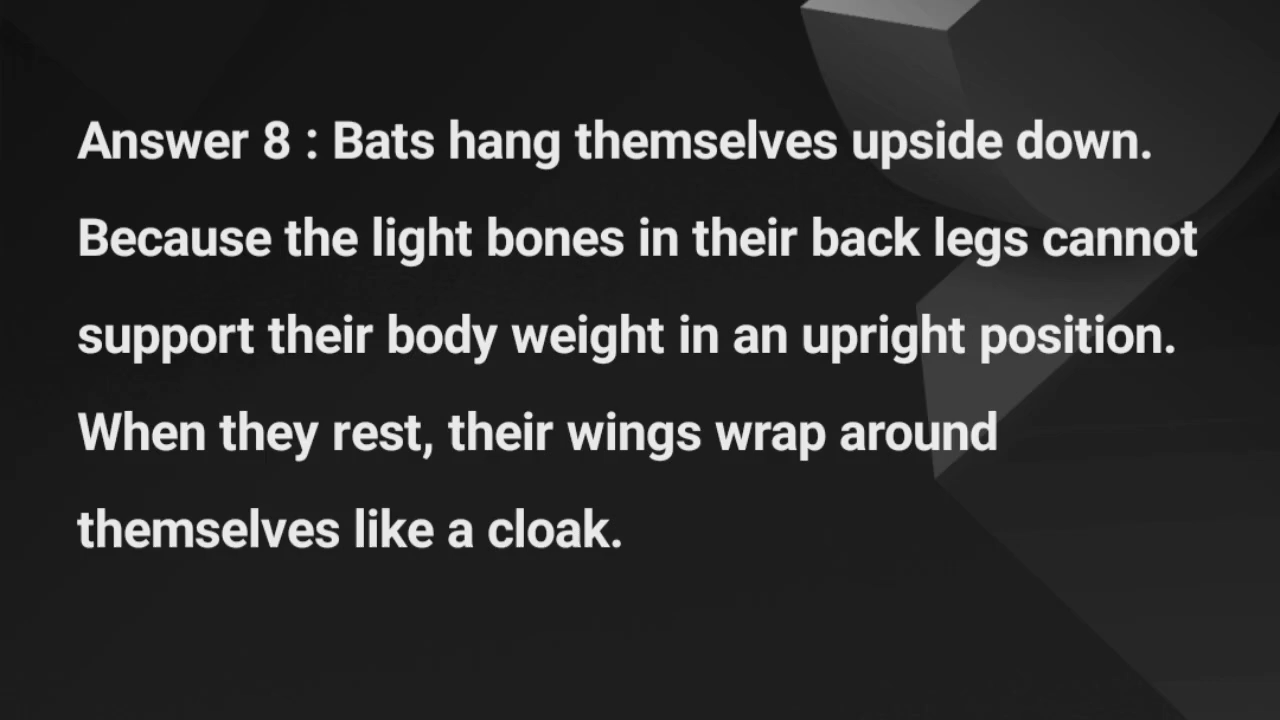 Answer 8 : Bats hang themselves upside down.
Because the light bones in their back legs cannot
support their body weight in an upright position.
When they rest, their wings wrap around
themselves like a cloak.